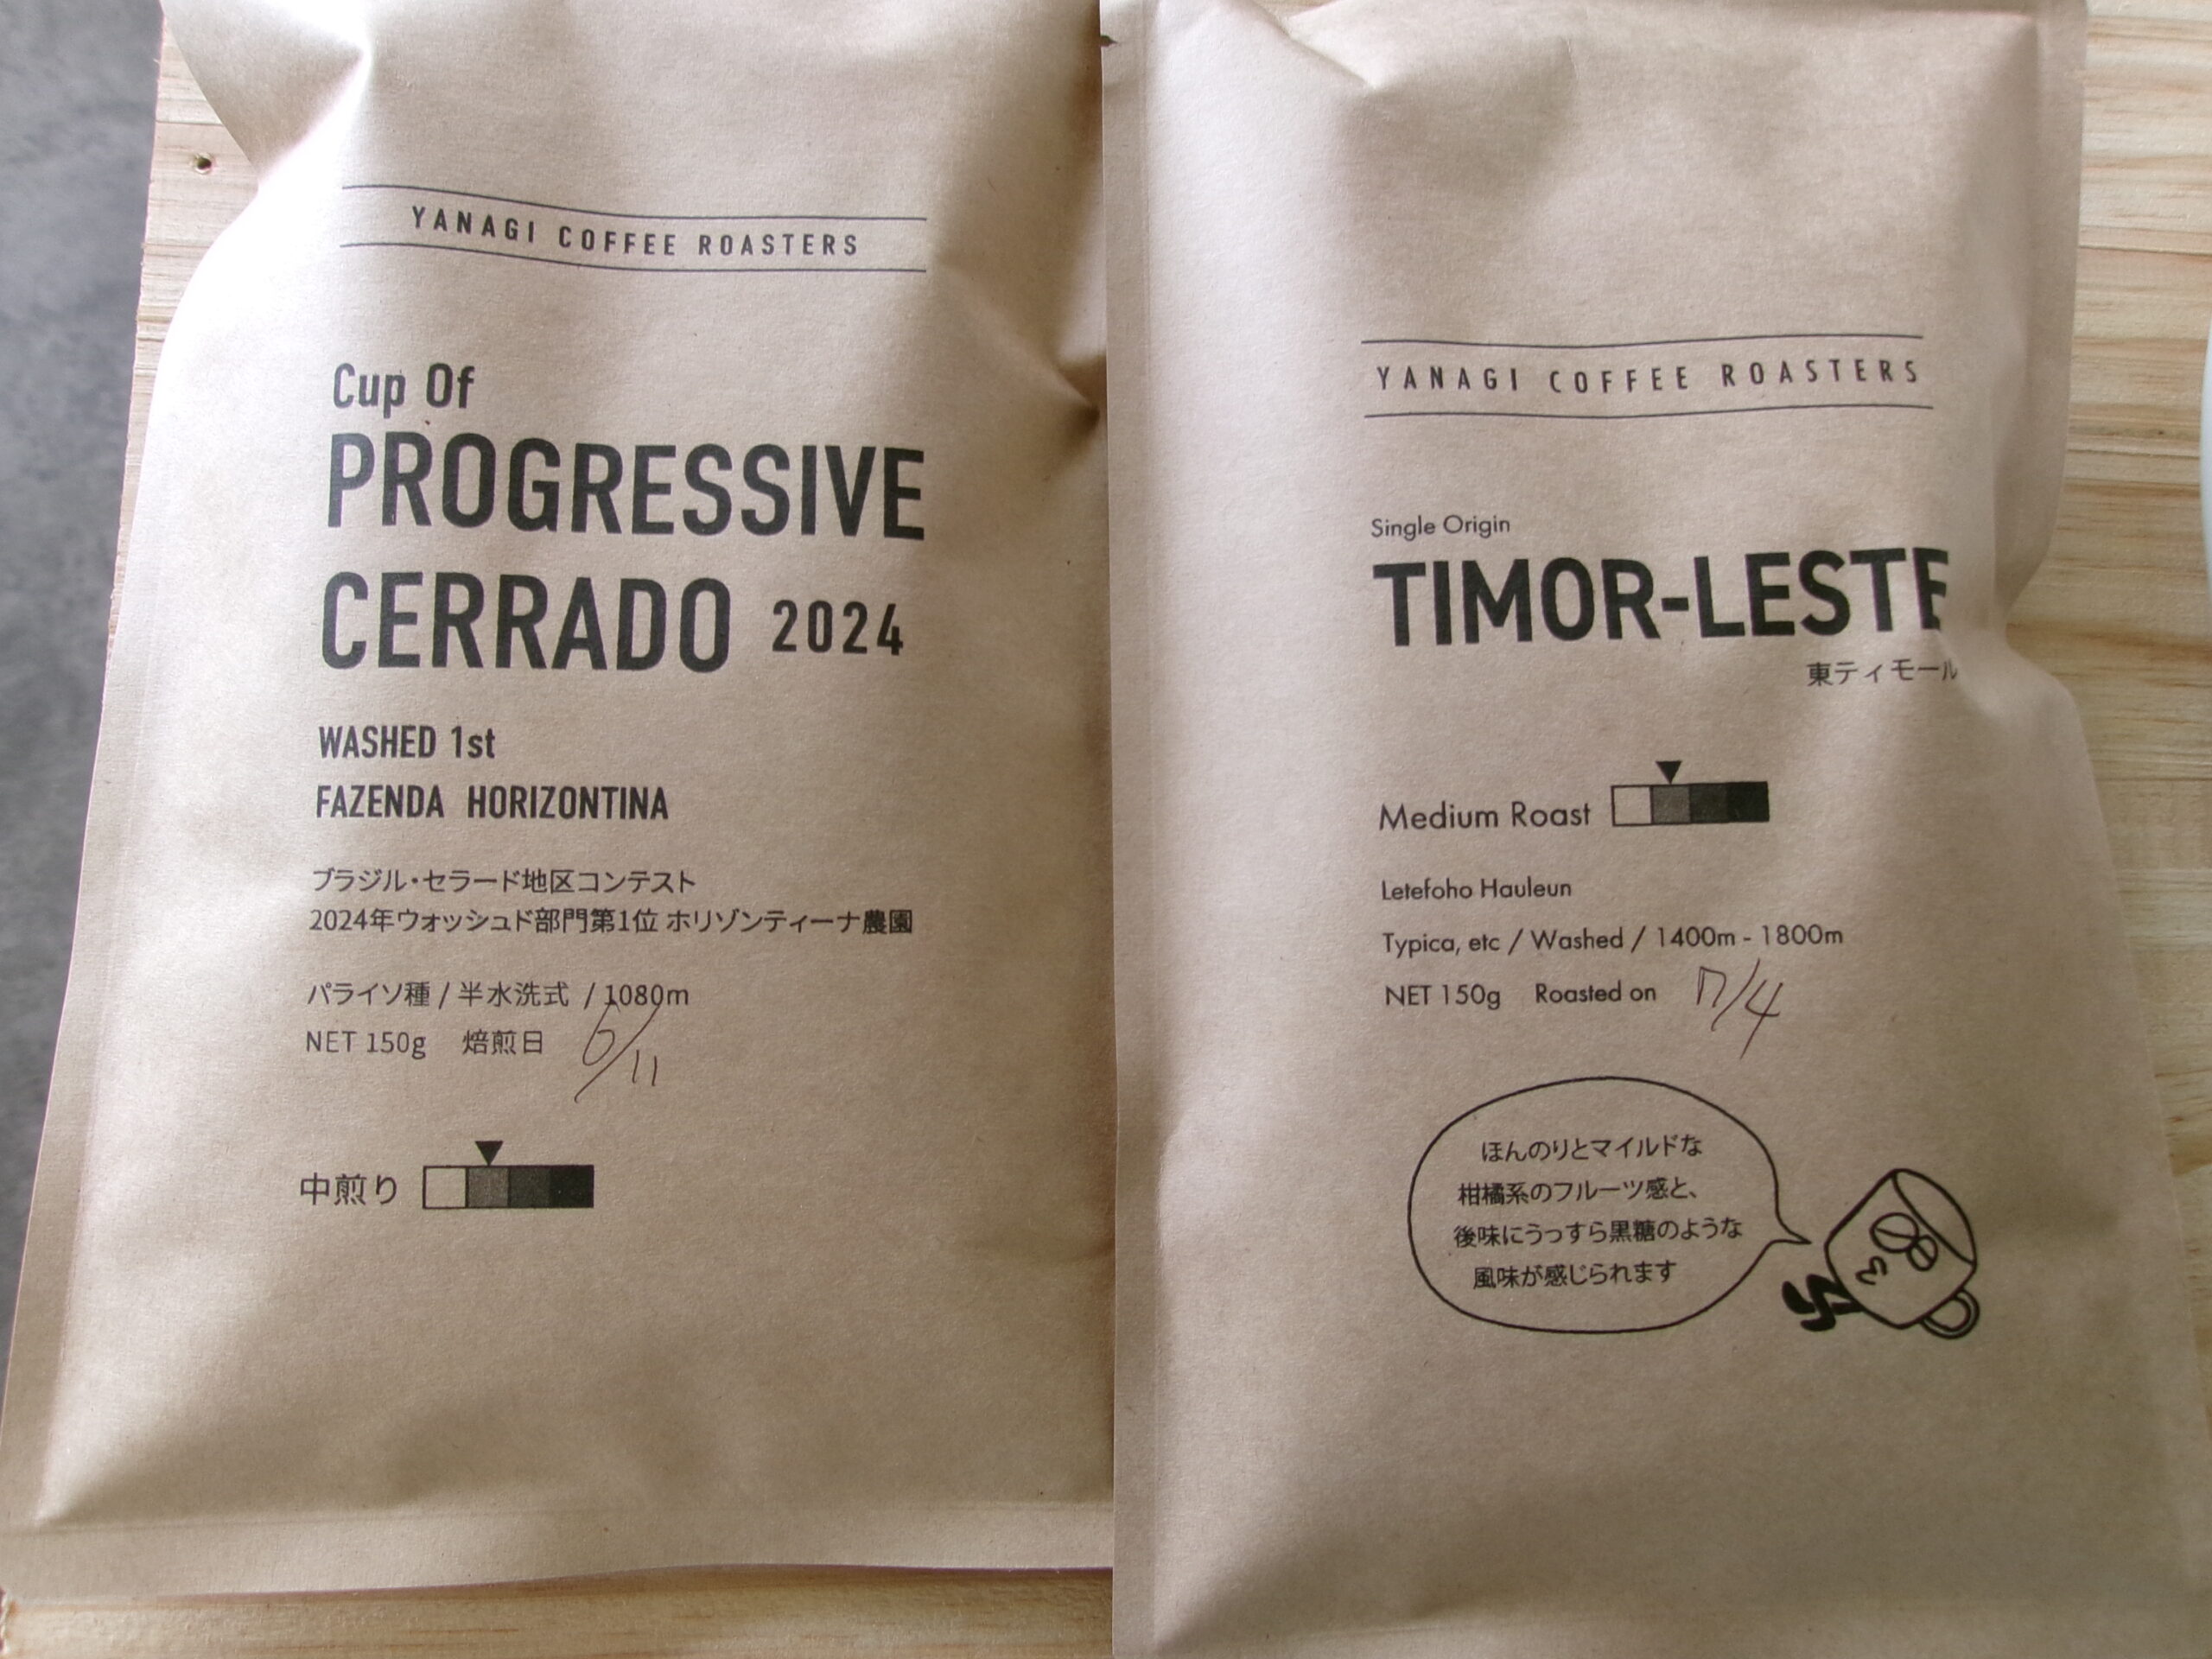 YANAGI COFFEE ROASTERS
Cup Of
PROGRESSIVE
CERRADO 2024
WASHED 1st
FAZENDA HORIZONTINA
ブラジル・セラード地区コンテスト
2024年ウォッシュド部門第1位 ホリゾンティーナ農園
パライソ種 / 半水洗式 / 1080m
NET 150g 焙煎日 6/11
中煎り
YANAGI COFFEE ROASTERS
Single Origin
TIMOR-LESTE
東ティモール
Medium Roast
Letefoho Hauleun
Typica, etc / Washed / 1400m - 1800m
NET 150g Roasted on 7/4
ほんのりとマイルドな
柑橘系のフルーツ感と、
後味にうっすら黒糖のような
風味が感じられます